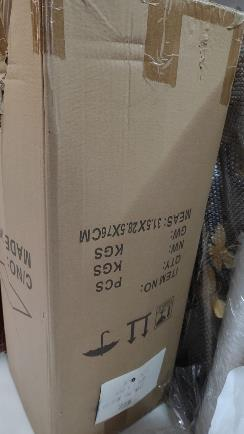 ITEM NO:
QTY: PCS
NW: KGS
GW: KGS
MEAS: 31.5X28.5X76CM
C/NO:
MADE